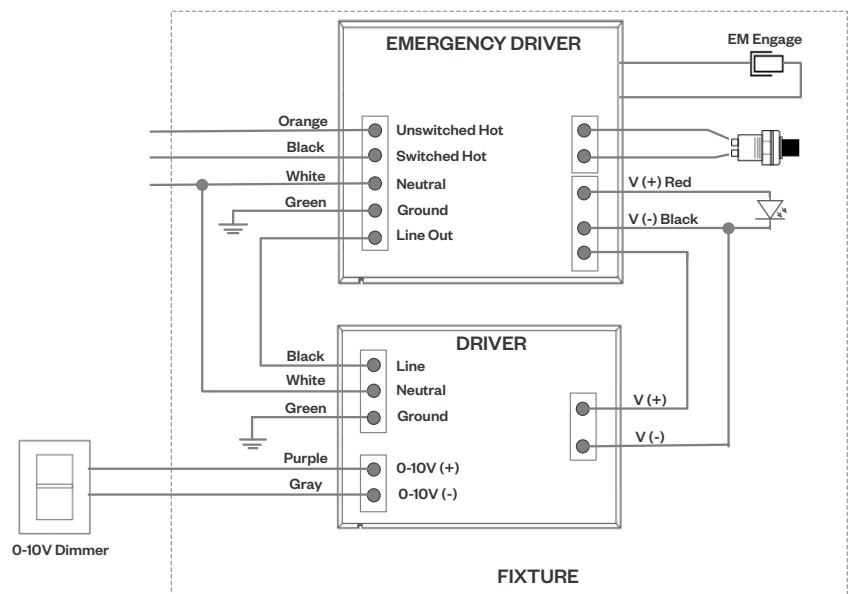 EMERGENCY DRIVER
EM Engage
Orange
Unswitched Hot
Black
Switched Hot
White
Neutral
Green
Ground
Line Out
V (+) Red
V (-) Black
DRIVER
Black
Line
White
Neutral
Green
Ground
V (+)
V (-)
Purple
0-10V (+)
Gray
0-10V (-)
0-10V Dimmer
FIXTURE